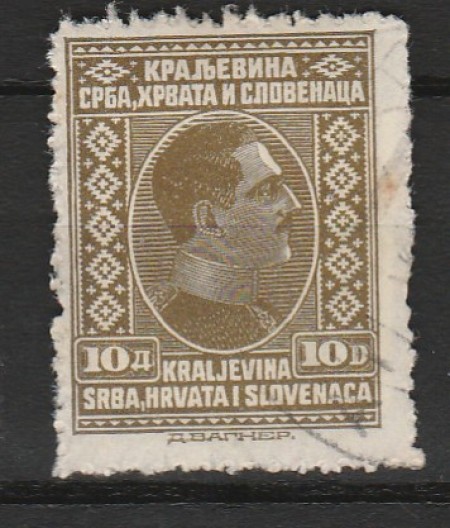 КРАЉЕВИНА
СРБА, ХРВАТА И СЛОВЕНАЦА
10Д
10D
KRALJEVINA
SRBA, HRVATA I SLOVENACA
Д. ВАГНЕР.